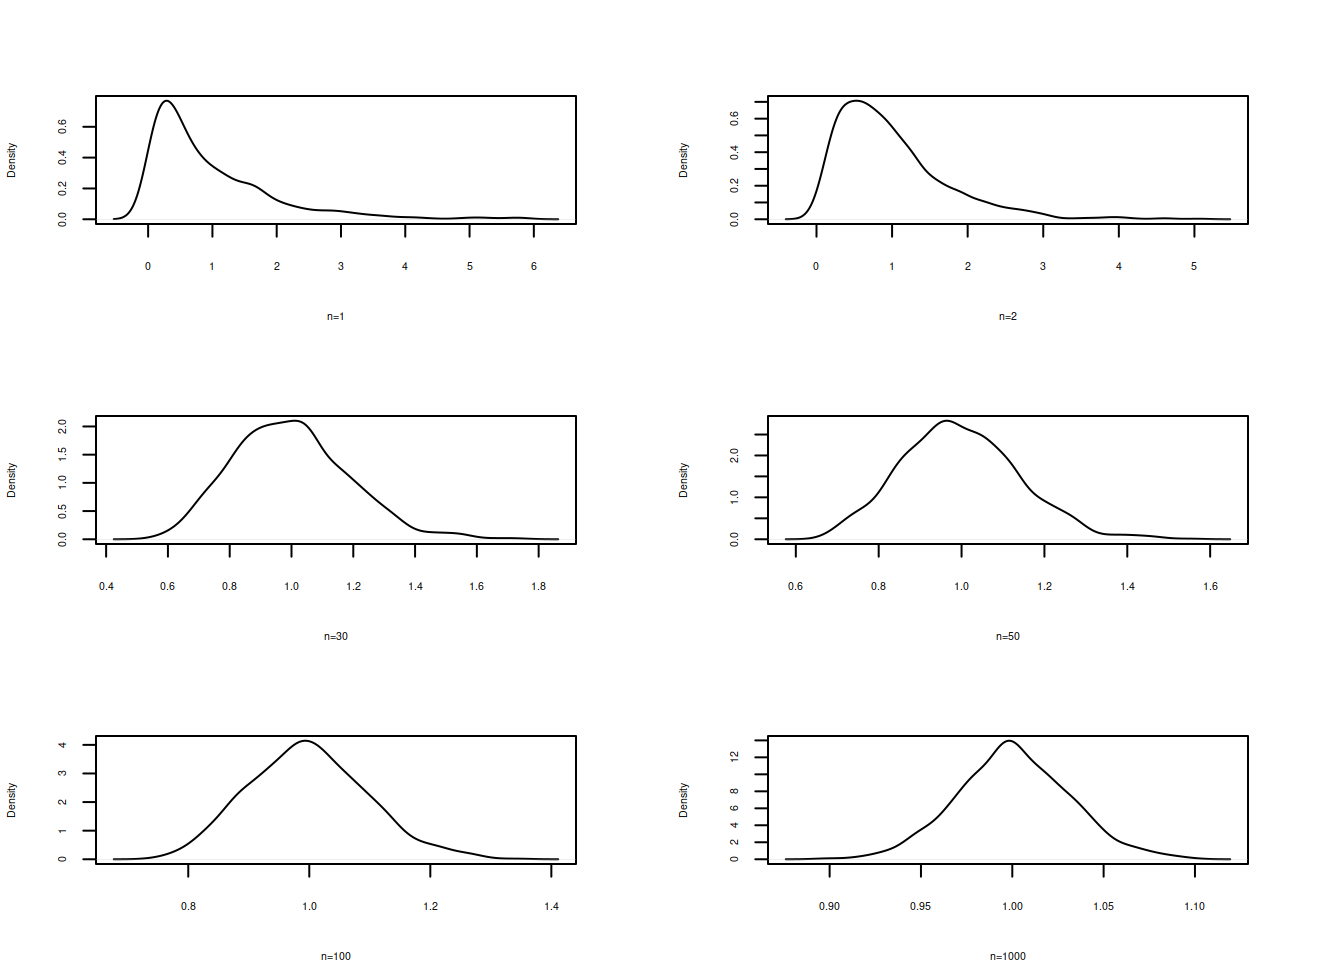 Density
0.0 0.2 0.4 0.6
0 1 2 3 4 5 6
n=1
Density
0.0 0.2 0.4 0.6
0 1 2 3 4 5
n=2
Density
0.0 0.5 1.0 1.5 2.0
0.4 0.6 0.8 1.0 1.2 1.4 1.6 1.8
n=30
Density
0.0 1.0 2.0
0.6 0.8 1.0 1.2 1.4 1.6
n=50
Density
0 1 2 3 4
0.8 1.0 1.2 1.4
n=100
Density
0 2 4 6 8 12
0.90 0.95 1.00 1.05 1.10
n=1000